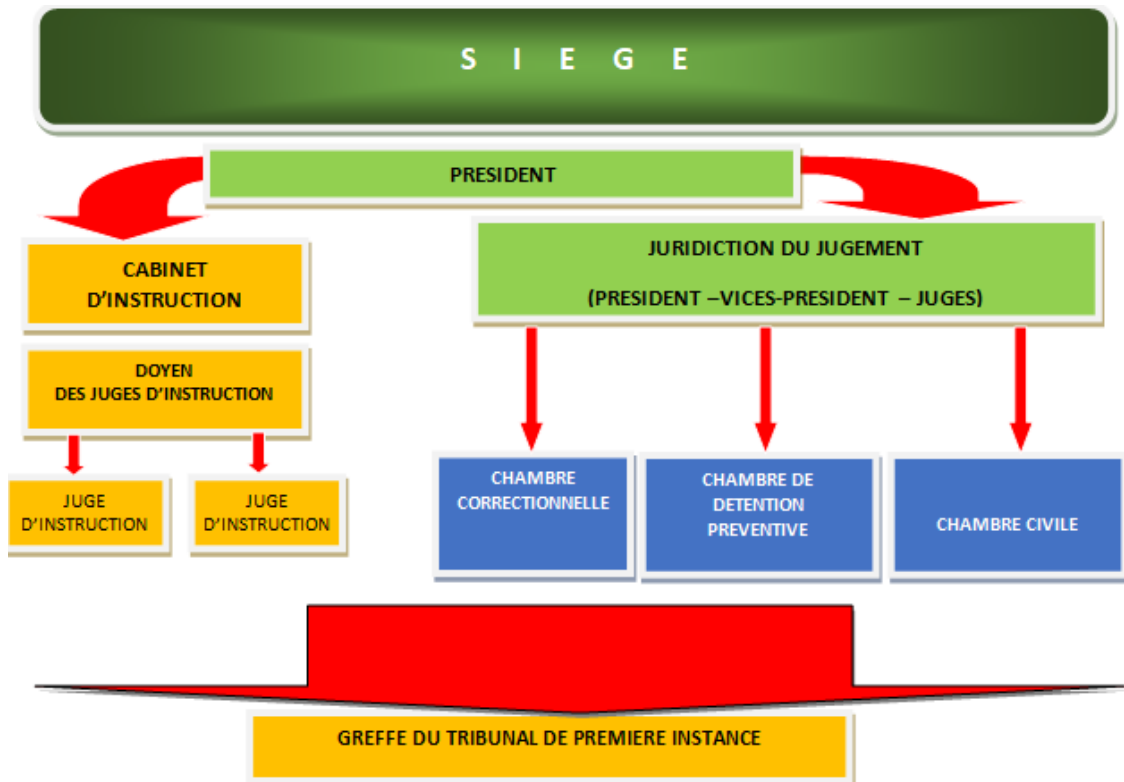 S I E G E
PRESIDENT
CABINET
D’INSTRUCTION
JURIDICTION DU JUGEMENT
(PRESIDENT –VICES-PRESIDENT – JUGES)
DOYEN
DES JUGES D’INSTRUCTION
JUGE
D’INSTRUCTION
JUGE
D’INSTRUCTION
CHAMBRE
CORRECTIONNELLE
CHAMBRE DE
DETENTION
PREVENTIVE
CHAMBRE CIVILE
GREFFE DU TRIBUNAL DE PREMIERE INSTANCE